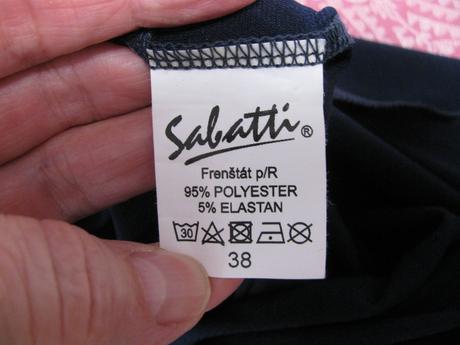 Sabatti®
Frenštát p/R
95% POLYESTER
5% ELASTAN
30
38